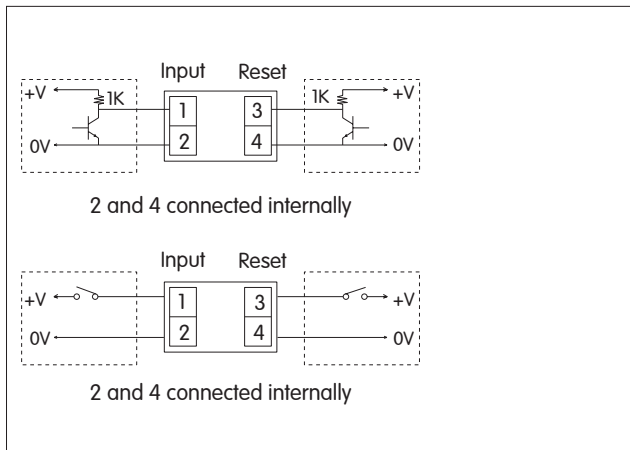 Input Reset
+V 1K 1 3 1K +V
0V 2 4 0V
2 and 4 connected internally
Input Reset
+V 1 3 +V
0V 2 4 0V
2 and 4 connected internally